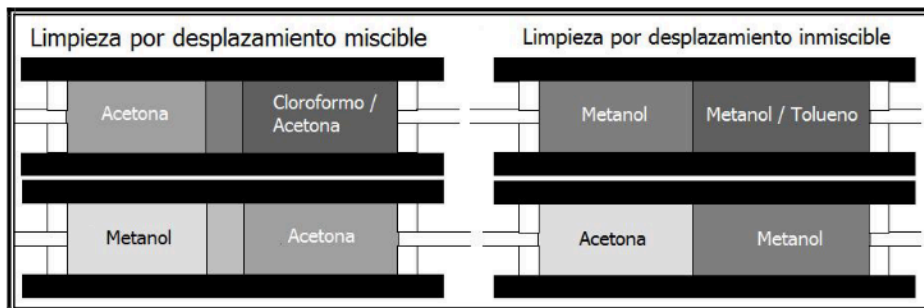 Limpieza por desplazamiento miscible
Acetona
Cloroformo /
Acetona
Metanol
Acetona
Limpieza por desplazamiento inmiscible
Metanol
Metanol / Tolueno
Acetona
Metanol